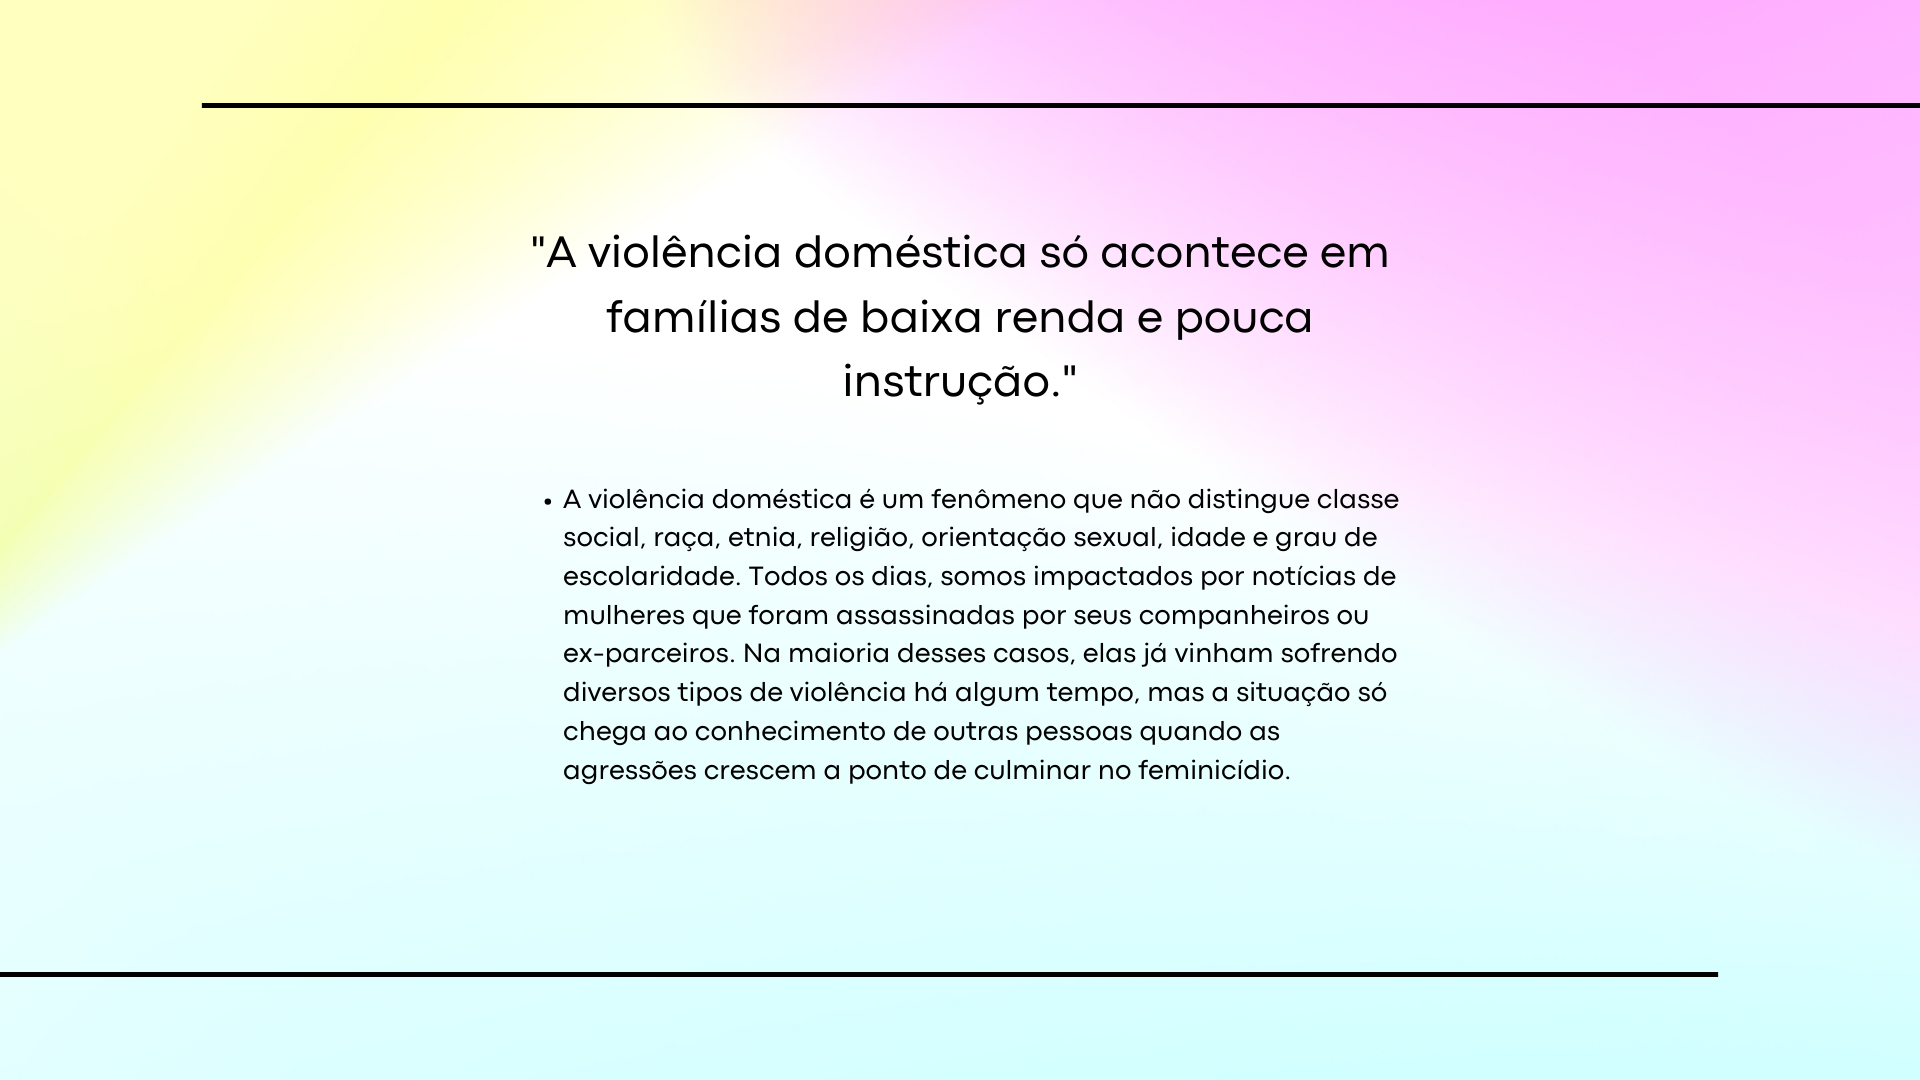 "A violência doméstica só acontece em
famílias de baixa renda e pouca
instrução."
• A violência doméstica é um fenômeno que não distingue classe
social, raça, etnia, religião, orientação sexual, idade e grau de
escolaridade. Todos os dias, somos impactados por notícias de
mulheres que foram assassinadas por seus companheiros ou
ex-parceiros. Na maioria desses casos, elas já vinham sofrendo
diversos tipos de violência há algum tempo, mas a situação só
chega ao conhecimento de outras pessoas quando as
agressões crescem a ponto de culminar no feminicídio.